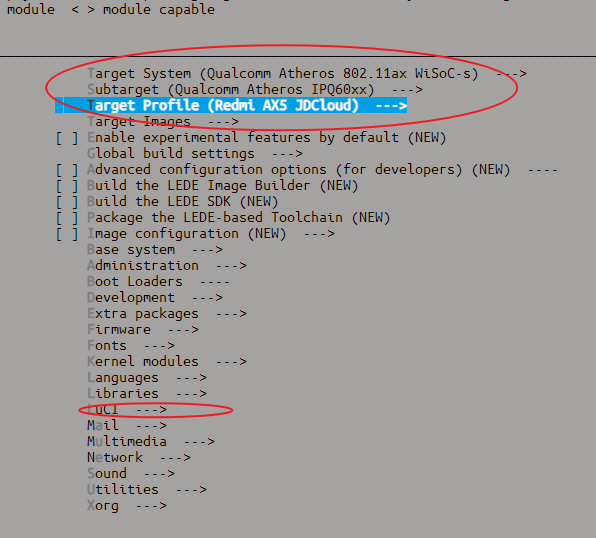 module  < > module capable
Target System (Qualcomm Atheros 802.11ax WiSoC-s)  --->
Subtarget (Qualcomm Atheros IPQ60xx)  --->
Target Profile (Redmi AX5 JDCloud)  --->
Target Images  --->
[ ] Enable experimental features by default (NEW)
Global build settings  --->
[ ] Advanced configuration options (for developers) (NEW)  ----
[ ] Build the LEDE Image Builder (NEW)
[ ] Build the LEDE SDK (NEW)
[ ] Package the LEDE-based Toolchain (NEW)
[ ] Image configuration (NEW)  --->
Base system  --->
Administration  --->
Boot Loaders  ----
Development  --->
Extra packages  --->
Firmware  --->
Fonts  --->
Kernel modules  --->
Languages  --->
Libraries  --->
LuCI  --->
Mail  --->
Multimedia  --->
Network  --->
Sound  --->
Utilities  --->
Xorg  --->